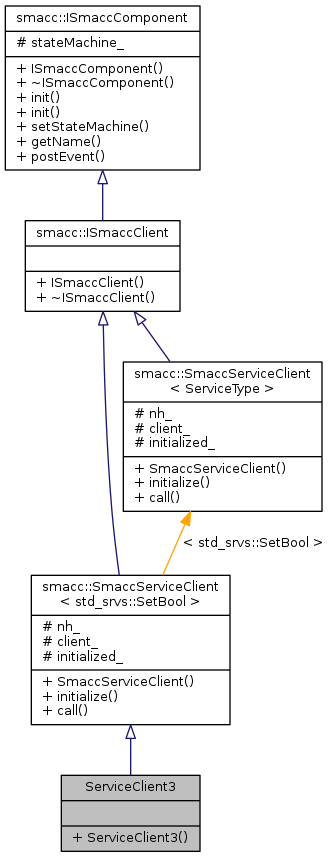 smacc::ISmaccComponent
# stateMachine_
+ ISmaccComponent()
+ ~ISmaccComponent()
+ init()
+ init()
+ setStateMachine()
+ getName()
+ postEvent()
smacc::ISmaccClient
+ ISmaccClient()
+ ~ISmaccClient()
smacc::SmaccServiceClient
< ServiceType >
# nh_
# client_
# initialized_
+ SmaccServiceClient()
+ initialize()
+ call()
< std_srvs::SetBool >
smacc::SmaccServiceClient
< std_srvs::SetBool >
# nh_
# client_
# initialized_
+ SmaccServiceClient()
+ initialize()
+ call()
ServiceClient3
+ ServiceClient3()